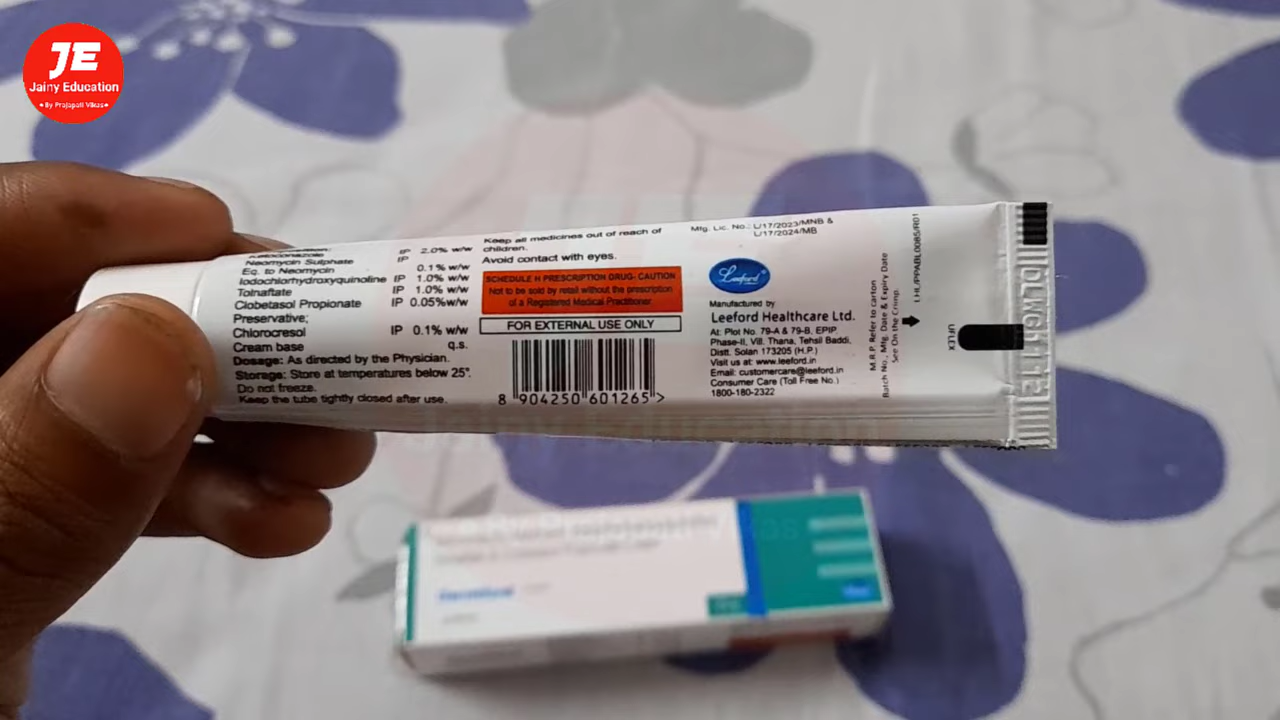 JE
Jainy Education
• By Prajapati Vikas •
Ketoconazole IP 2.0% w/w
Neomycin Sulphate IP
Eq. to Neomycin 0.1% w/w
Iodochlorhydroxyquinoline IP 1.0% w/w
Tolnaftate IP 1.0% w/w
Clobetasol Propionate IP 0.05%w/w
Preservative;
Chlorocresol IP 0.1% w/w
Cream base q.s.
Dosage: As directed by the Physician.
Storage: Store at temperatures below 25°.
Do not freeze.
Keep the tube tightly closed after use.
Keep all medicines out of reach of
children.
Avoid contact with eyes.
SCHEDULE H PRESCRIPTION DRUG- CAUTION
Not to be sold by retail without the prescription
of a Registered Medical Practitioner
FOR EXTERNAL USE ONLY
8 904250 601265 >
Mfg. Lic. No.: L/17/2023/MNB &
L/17/2024/MB
Leeford
Manufactured by
Leeford Healthcare Ltd.
At: Plot No. 79-A & 79-B, EPIP,
Phase-II, Vill. Thana, Tehsil Baddi,
Distt. Solan 173205 (H.P.)
Visit us at: www.leeford.in
Email: customercare@leeford.in
Consumer Care (Toll Free No.)
1800-180-2322
M.R.P. Refer to carton
Batch No., Mfg. Date & Expiry Date
See On the Crimp.
LHL/PPABL0085/R01
UFLEX